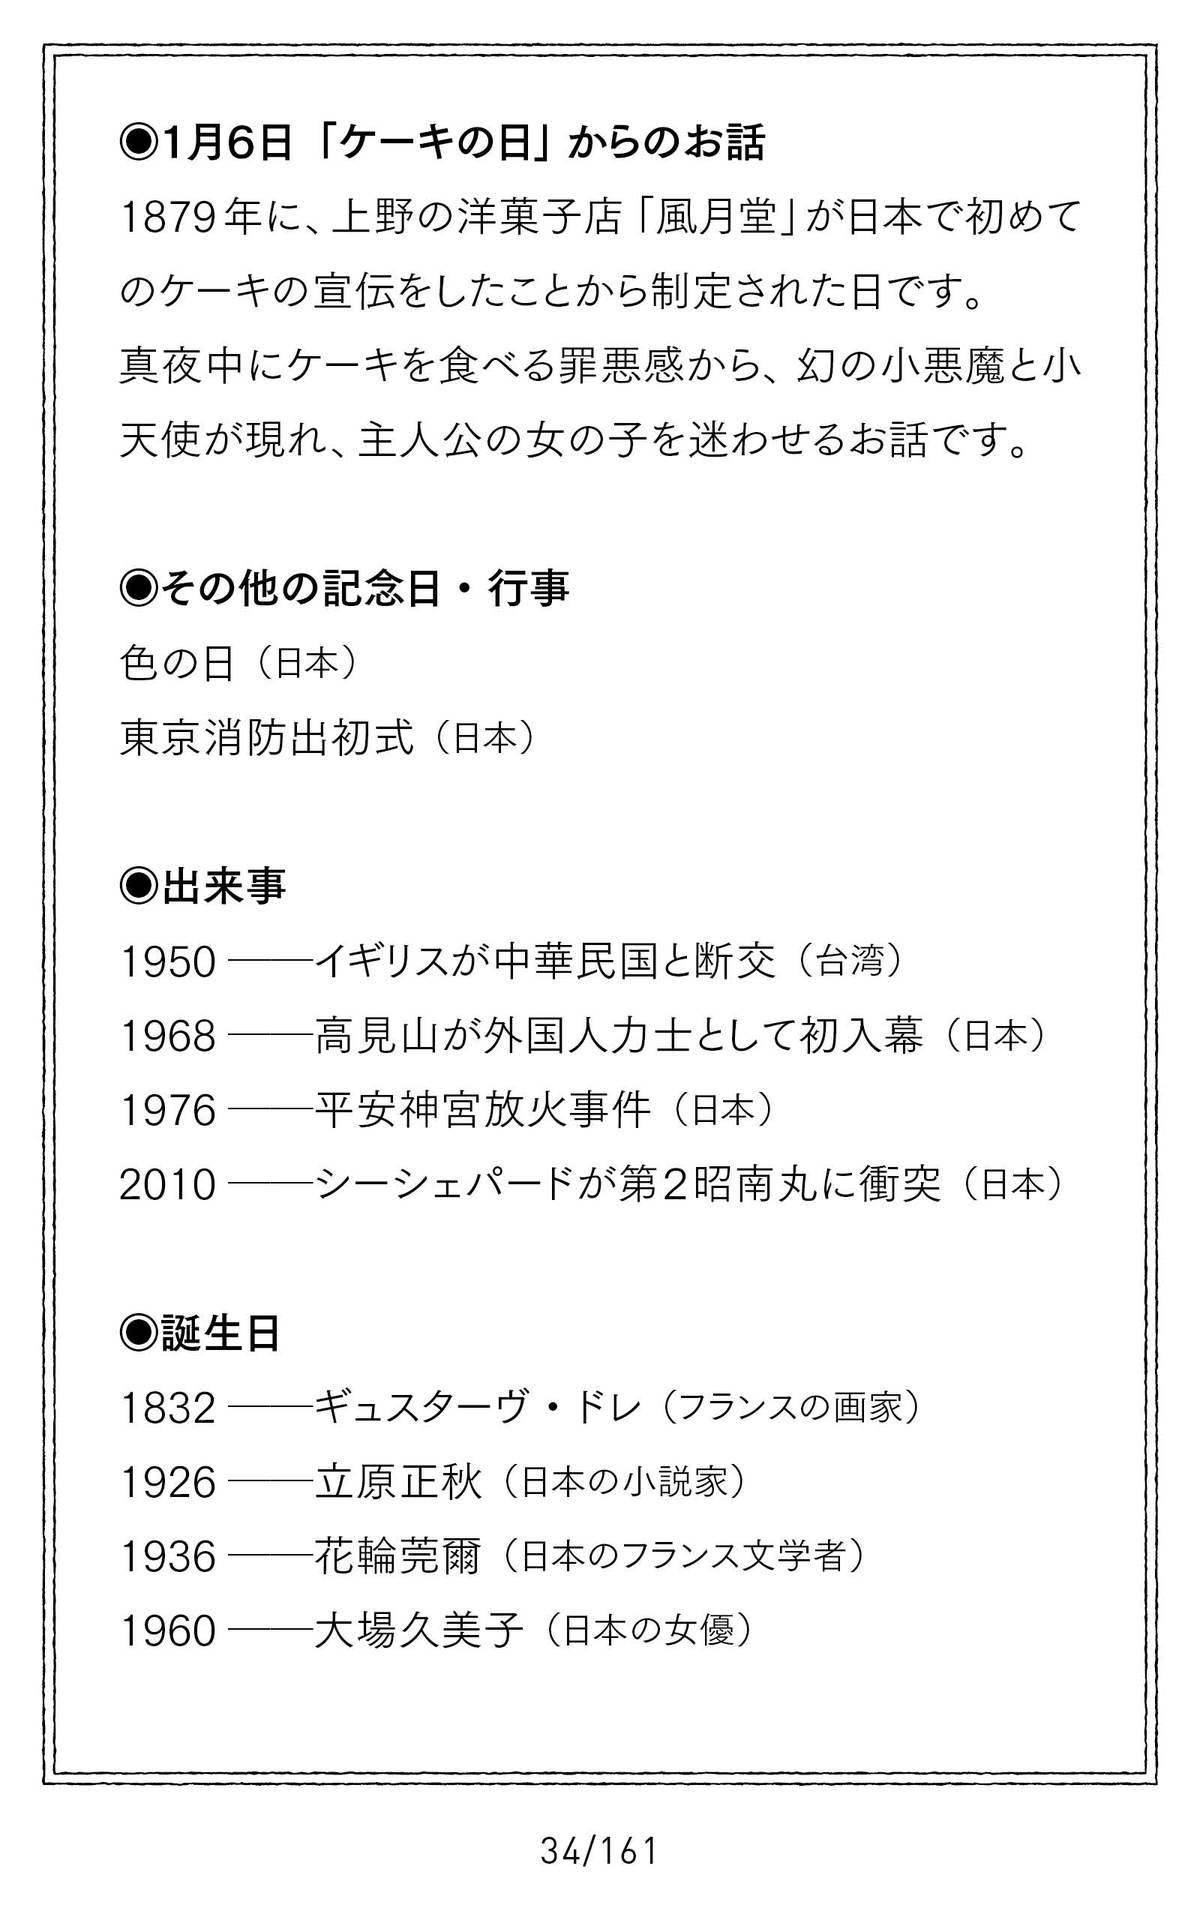 ◉1月6日「ケーキの日」からのお話
1879年に、上野の洋菓子店「風月堂」が日本で初めて
のケーキの宣伝をしたことから制定された日です。
真夜中にケーキを食べる罪悪感から、幻の小悪魔と小
天使が現れ、主人公の女の子を迷わせるお話です。
◉その他の記念日・行事
色の日（日本）
東京消防出初式（日本）
◉出来事
1950 ──イギリスが中華民国と断交（台湾）
1968 ──高見山が外国人力士として初入幕（日本）
1976 ──平安神宮放火事件（日本）
2010 ──シーシェパードが第2昭南丸に衝突（日本）
◉誕生日
1832 ──ギュスターヴ・ドレ（フランスの画家）
1926 ──立原正秋（日本の小説家）
1936 ──花輪莞爾（日本のフランス文学者）
1960 ──大場久美子（日本の女優）
34/161